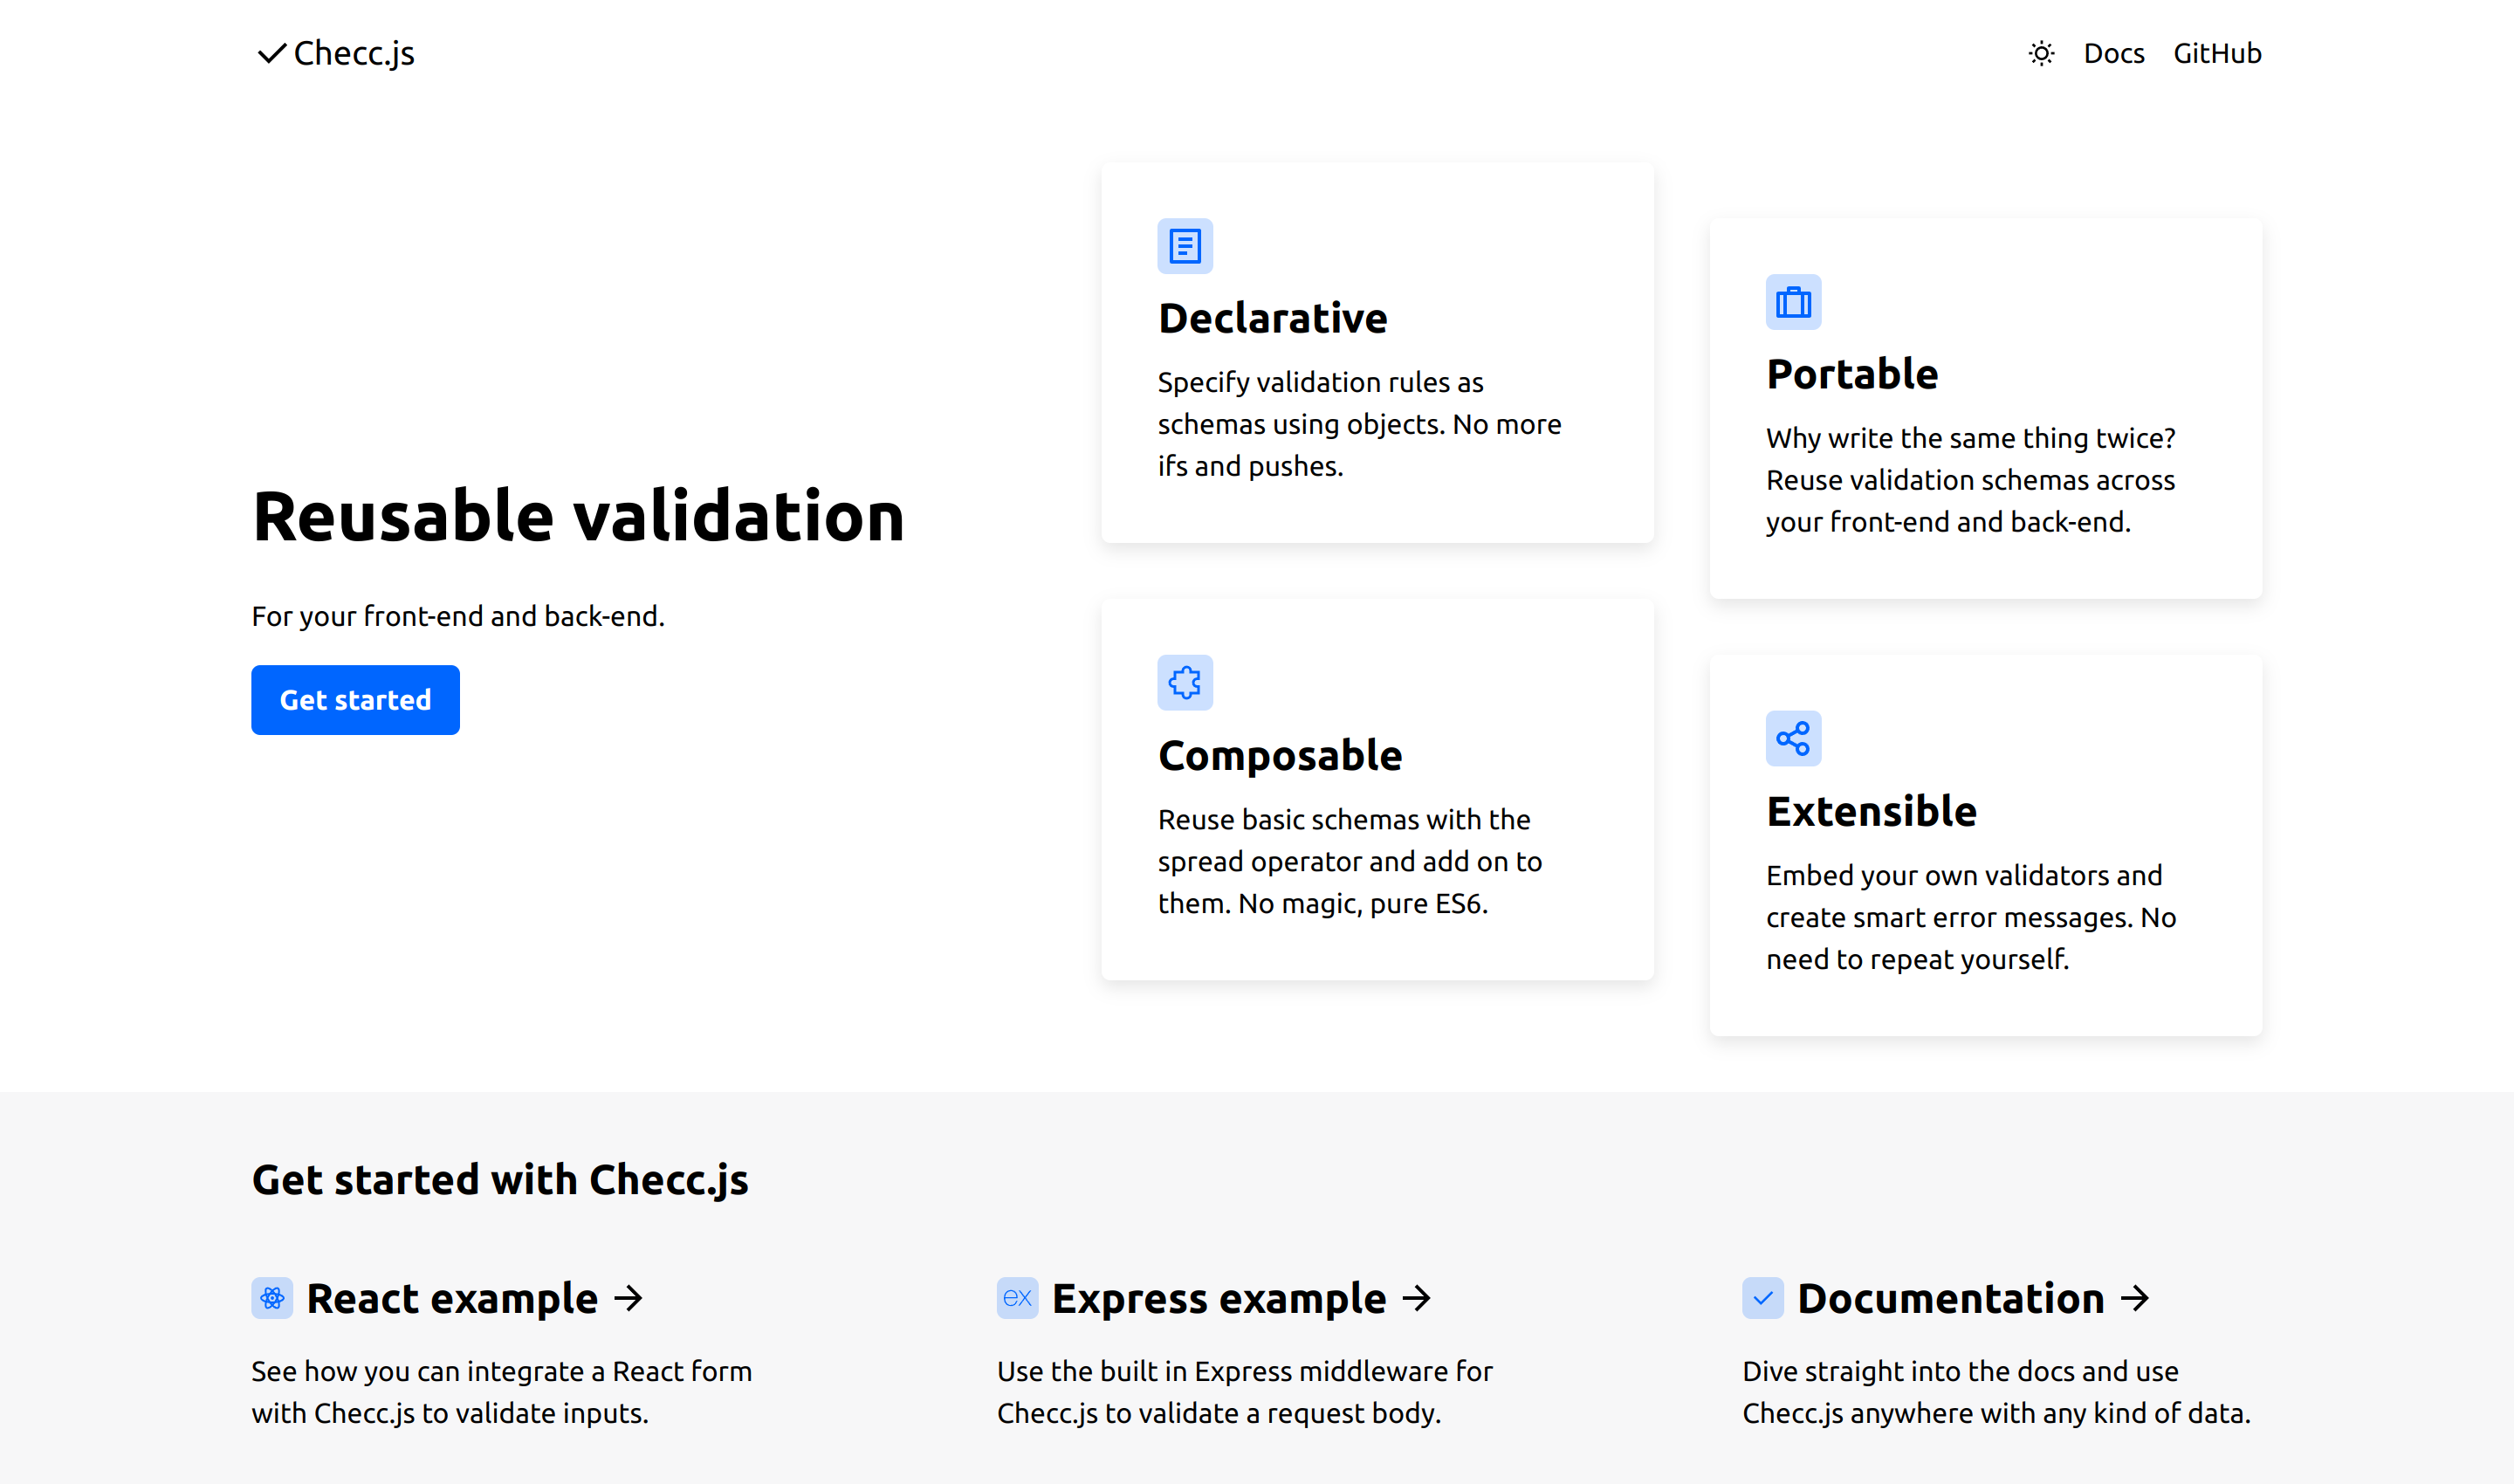 Checc.js
Docs
GitHub
Reusable validation
For your front-end and back-end.
Get started
Declarative
Specify validation rules as
schemas using objects. No more
ifs and pushes.
Portable
Why write the same thing twice?
Reuse validation schemas across
your front-end and back-end.
Composable
Reuse basic schemas with the
spread operator and add on to
them. No magic, pure ES6.
Extensible
Embed your own validators and
create smart error messages. No
need to repeat yourself.
Get started with Checc.js
React example →
See how you can integrate a React form
with Checc.js to validate inputs.
ex Express example →
Use the built in Express middleware for
Checc.js to validate a request body.
Documentation →
Dive straight into the docs and use
Checc.js anywhere with any kind of data.